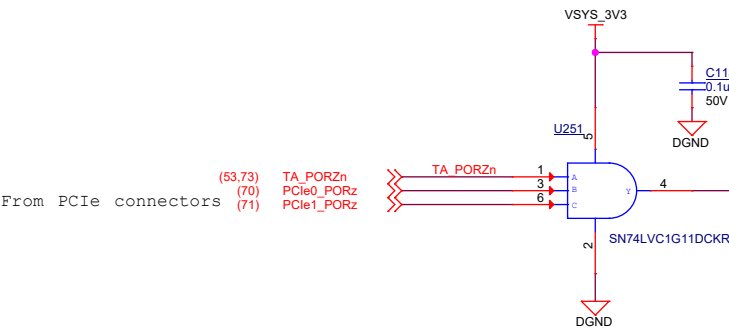 VSYS_3V3
C11
0.1u
50V
DGND
U251
5
(53,73) TA_PORZn TA_PORZn 1 A
(70) PCIe0_PORz 3 B Y 4
From PCIe connectors (71) PCIe1_PORz 6 C
2
SN74LVC1G11DCKR
DGND